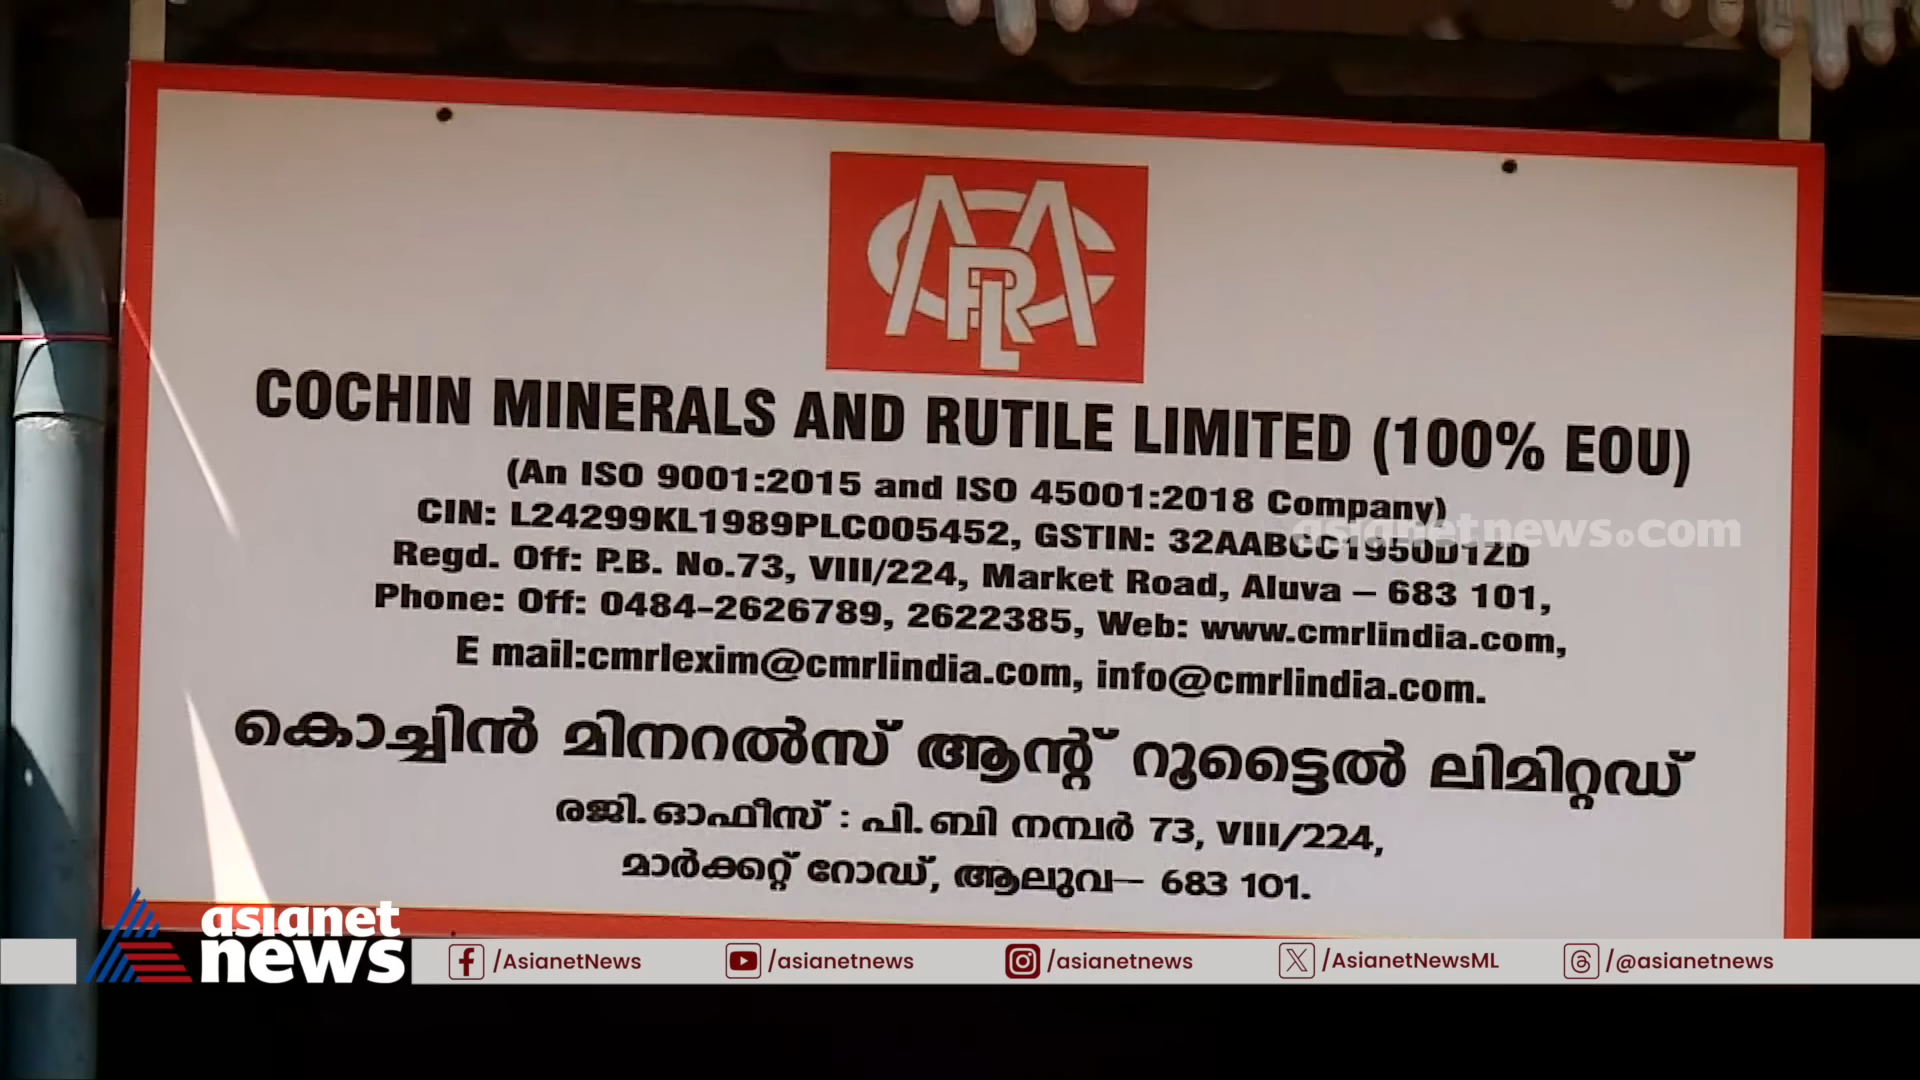 CMRL
COCHIN MINERALS AND RUTILE LIMITED (100% EOU)
(An ISO 9001:2015 and ISO 45001:2018 Company)
CIN: L24299KL1989PLC005452, GSTIN: 32AABCC1950D1ZD
asianetnews.com
Regd. Off: P.B. No.73, VIII/224, Market Road, Aluva – 683 101,
Phone: Off: 0484-2626789, 2622385, Web: www.cmrlindia.com,
E mail:cmrlexim@cmrlindia.com, info@cmrlindia.com.
കൊച്ചിൻ മിനറൽസ് ആന്റ് റൂട്ടൈൽ ലിമിറ്റഡ്
രജി.ഓഫീസ് : പി.ബി നമ്പർ 73, VIII/224,
മാർക്കറ്റ് റോഡ്, ആലുവ– 683 101.
asianet
news
/AsianetNews /asianetnews /asianetnews /AsianetNewsML /@asianetnews